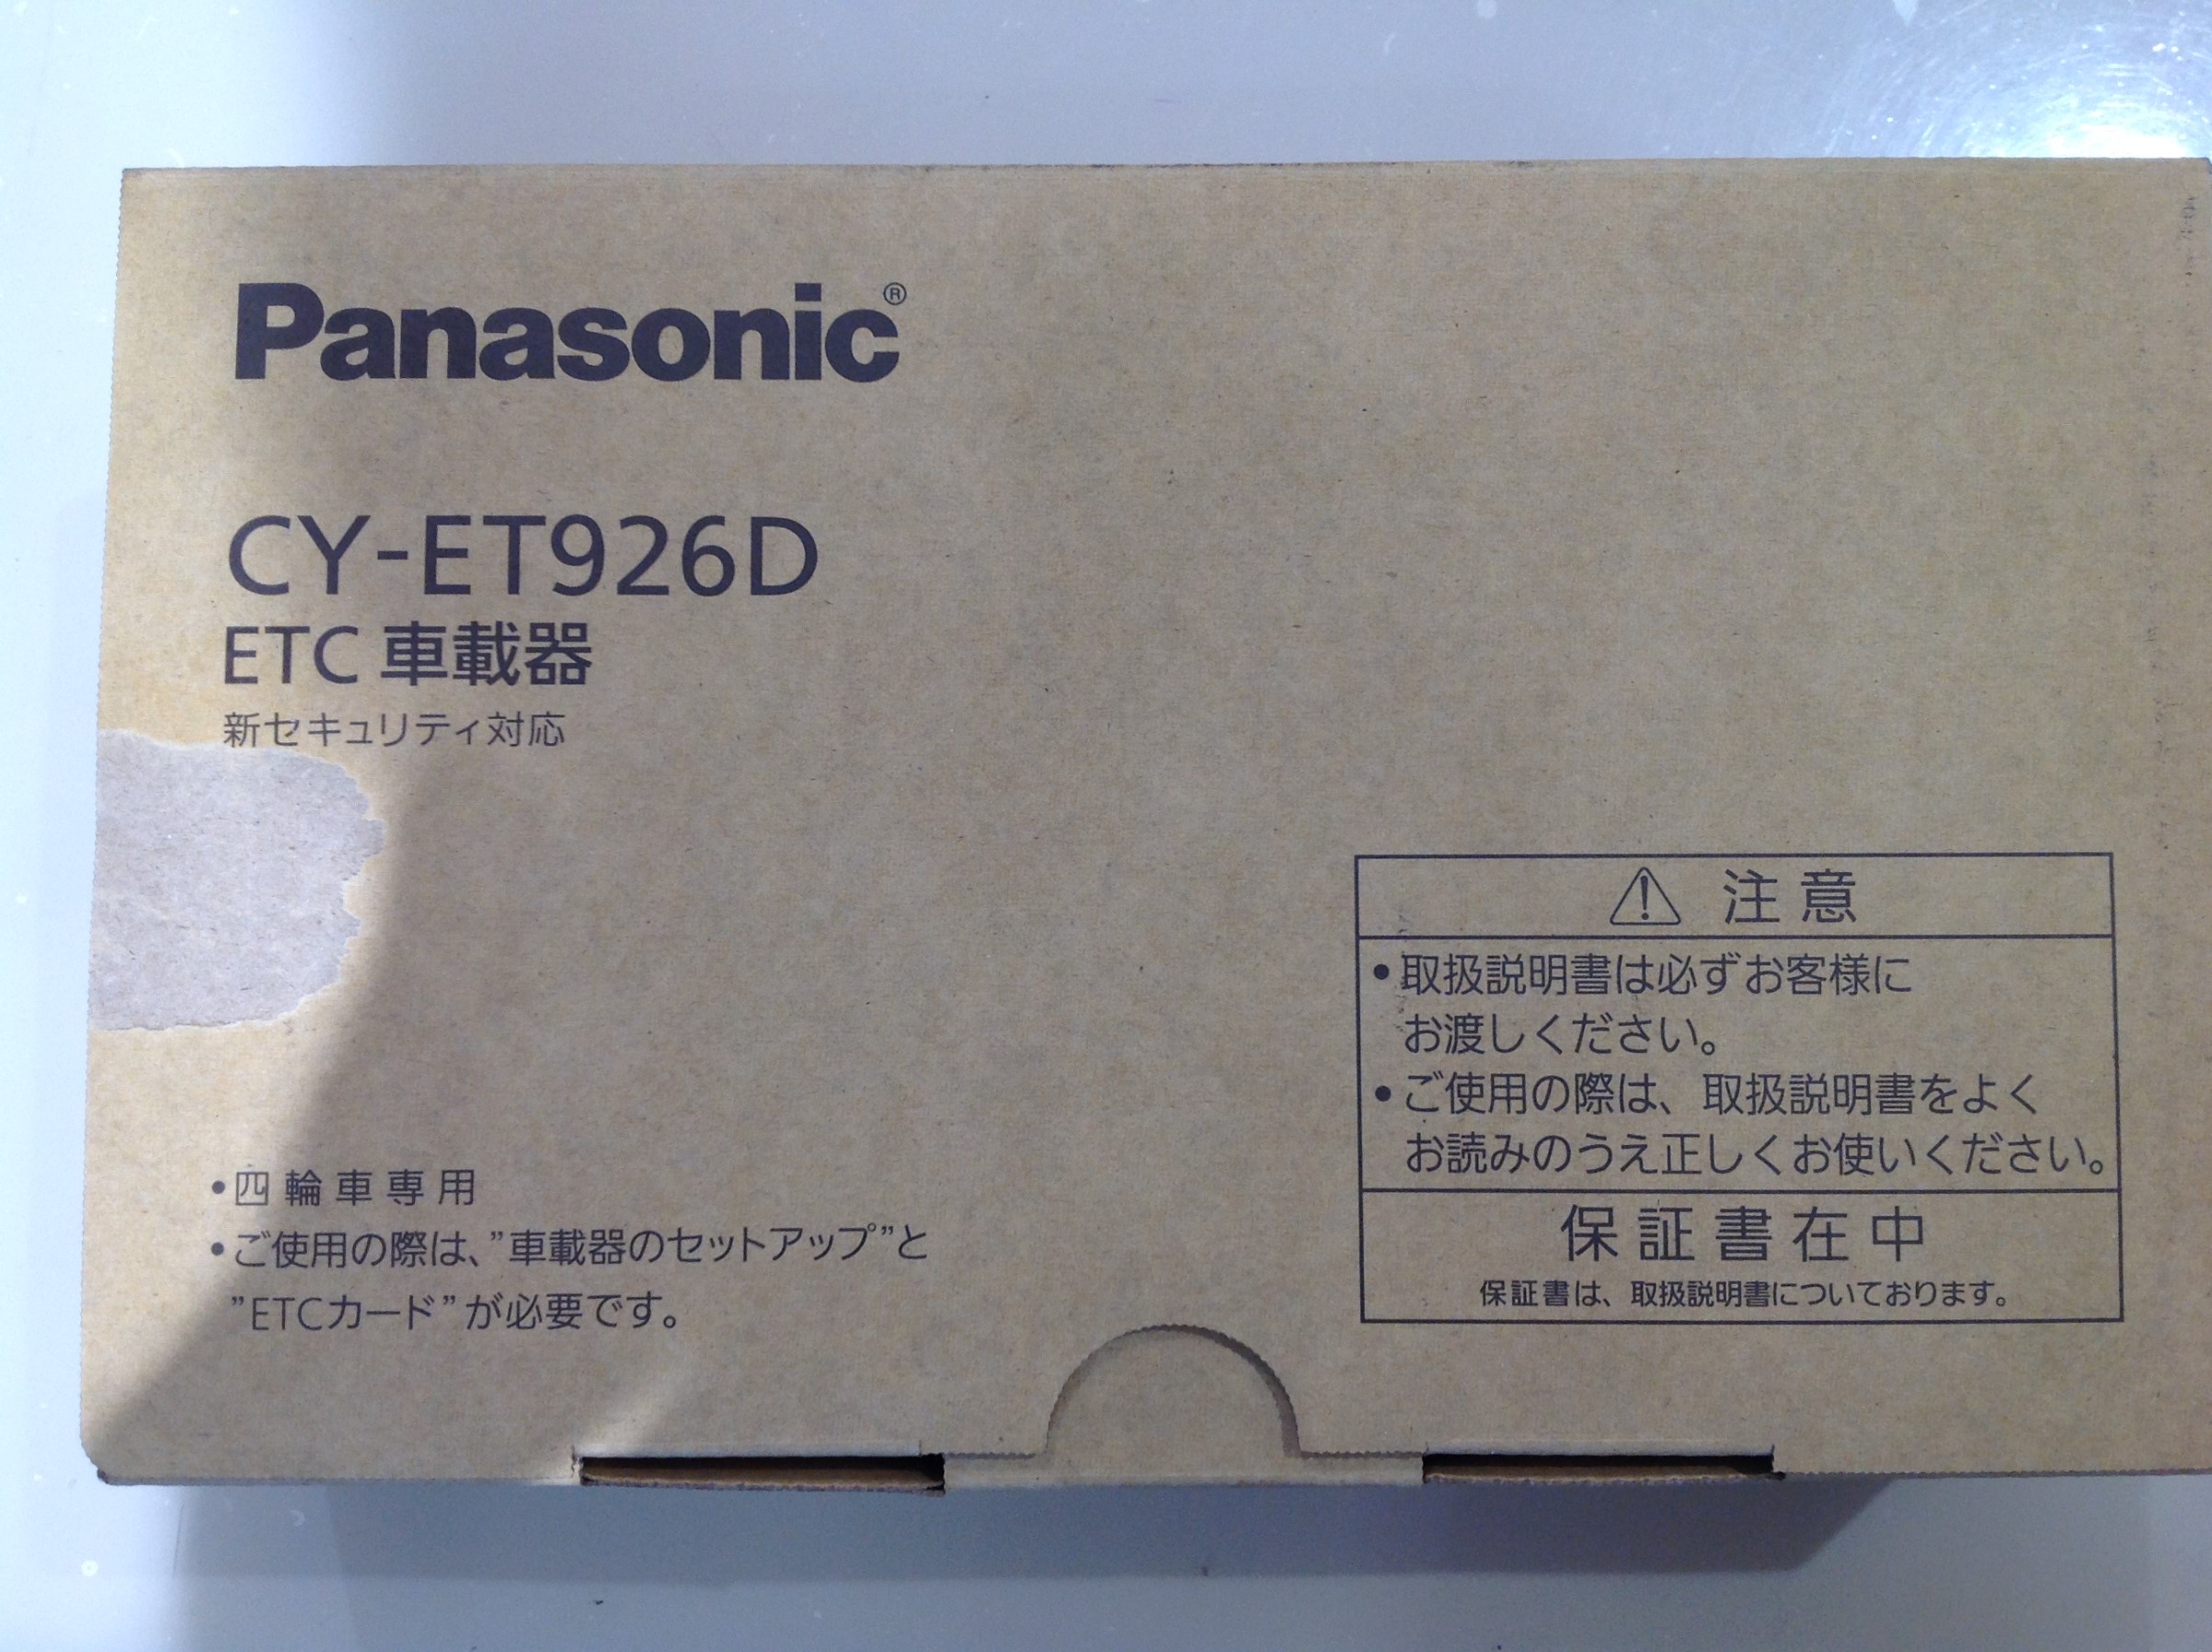 Panasonic®
CY-ET926D
ETC 車載器
新セキュリティ対応
•四輪車専用
•ご使用の際は、”車載器のセットアップ”と
”ETCカード”が必要です。
⚠ 注意
•取扱説明書は必ずお客様に
お渡しください。
•ご使用の際は、取扱説明書をよく
お読みのうえ正しくお使いください。
保証書在中
保証書は、取扱説明書についております。